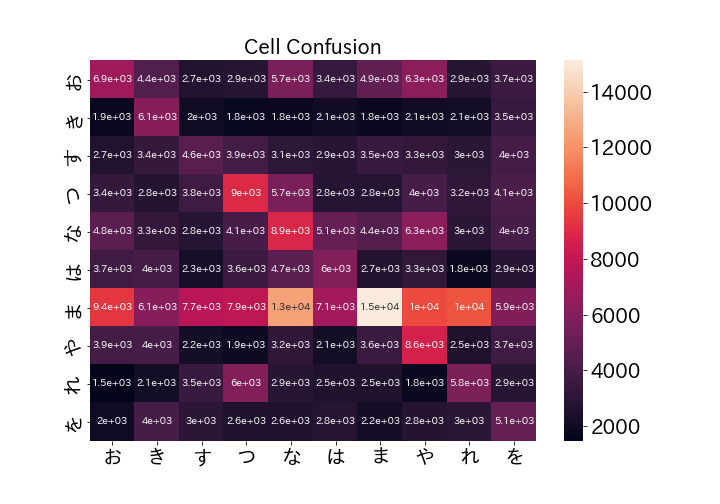 Cell Confusion
お 6.9e+03 4.4e+03 2.7e+03 2.9e+03 5.7e+03 3.4e+03 4.9e+03 6.3e+03 2.9e+03 3.7e+03
き 1.9e+03 6.1e+03 2e+03 1.8e+03 1.8e+03 2.1e+03 1.8e+03 2.1e+03 2.1e+03 3.5e+03
す 2.7e+03 3.4e+03 4.6e+03 3.9e+03 3.1e+03 2.9e+03 3.5e+03 3.3e+03 3e+03 4e+03
つ 3.4e+03 2.8e+03 3.8e+03 9e+03 5.7e+03 2.8e+03 2.8e+03 4e+03 3.2e+03 4.1e+03
な 4.8e+03 3.3e+03 2.8e+03 4.1e+03 8.9e+03 5.1e+03 4.4e+03 6.3e+03 3e+03 4e+03
は 3.7e+03 4e+03 2.3e+03 3.6e+03 4.7e+03 6e+03 2.7e+03 3.3e+03 1.8e+03 2.9e+03
ま 9.4e+03 6.1e+03 7.7e+03 7.9e+03 1.3e+04 7.1e+03 1.5e+04 1e+04 1e+04 5.9e+03
や 3.9e+03 4e+03 2.2e+03 1.9e+03 3.2e+03 2.1e+03 3.6e+03 8.6e+03 2.5e+03 3.7e+03
れ 1.5e+03 2.1e+03 3.5e+03 6e+03 2.9e+03 2.5e+03 2.5e+03 1.8e+03 5.8e+03 2.9e+03
を 2e+03 4e+03 3e+03 2.6e+03 2.6e+03 2.8e+03 2.2e+03 2.8e+03 3e+03 5.1e+03
お き す つ な は ま や れ を
14000
12000
10000
8000
6000
4000
2000